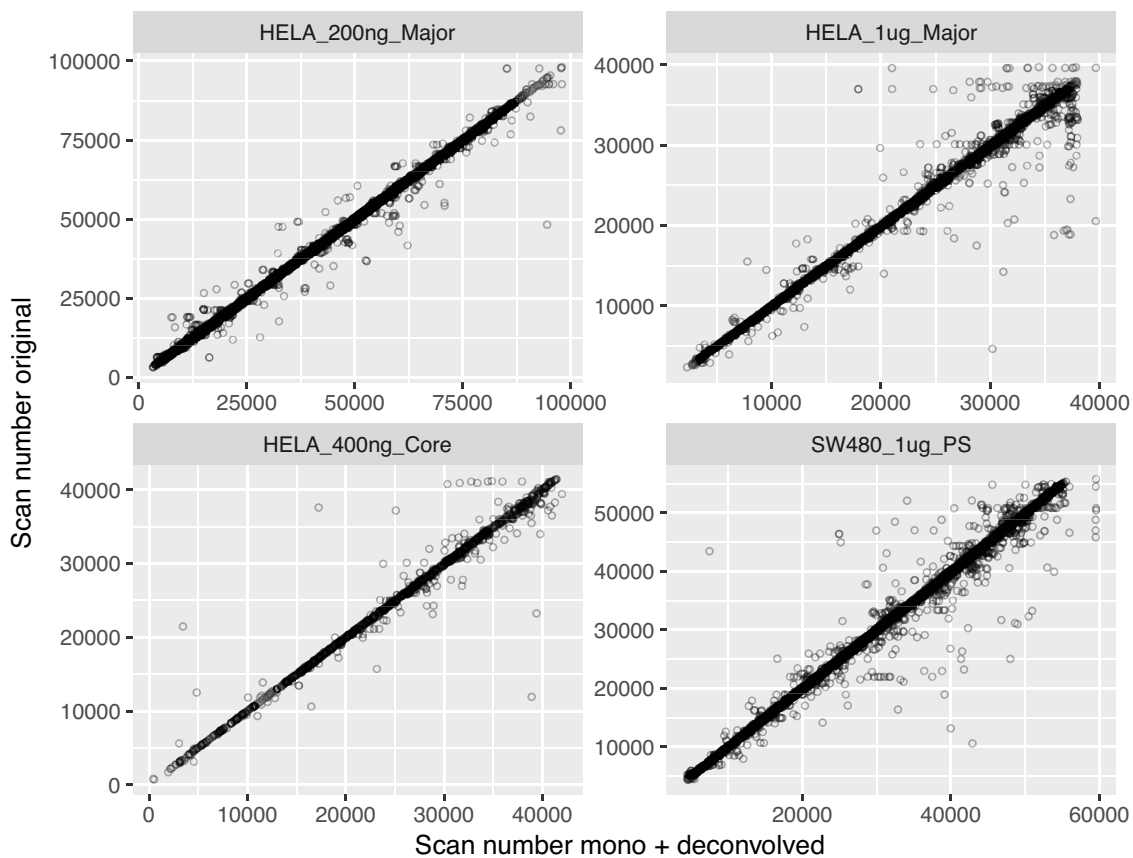 HELA_200ng_Major
HELA_1ug_Major
100000
75000
50000
25000
0
0 25000 50000 75000 100000
40000
30000
20000
10000
10000 20000 30000 40000
HELA_400ng_Core
SW480_1ug_PS
40000
30000
20000
10000
0
0 10000 20000 30000 40000
50000
40000
30000
20000
10000
20000 40000 60000
Scan number original
Scan number mono + deconvolved